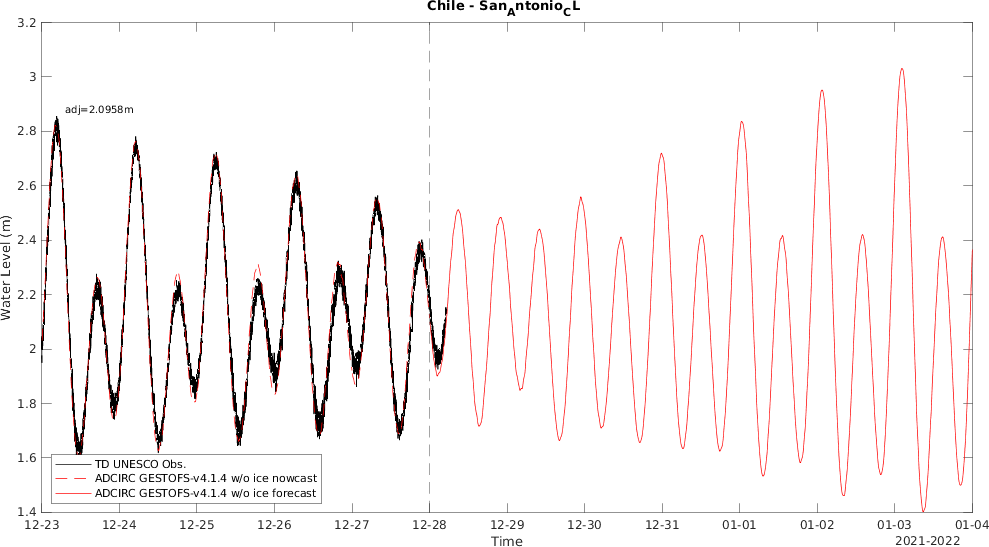 Chile - San_Antonio_CL
adj=2.0958m
3.2
3
2.8
2.6
2.4
2.2
2
1.8
1.6
1.4
Water Level (m)
TD UNESCO Obs.
ADCIRC GESTOFS-v4.1.4 w/o ice nowcast
ADCIRC GESTOFS-v4.1.4 w/o ice forecast
12-23 12-24 12-25 12-26 12-27 12-28 12-29 12-30 12-31 01-01 01-02 01-03 01-04
Time
2021-2022